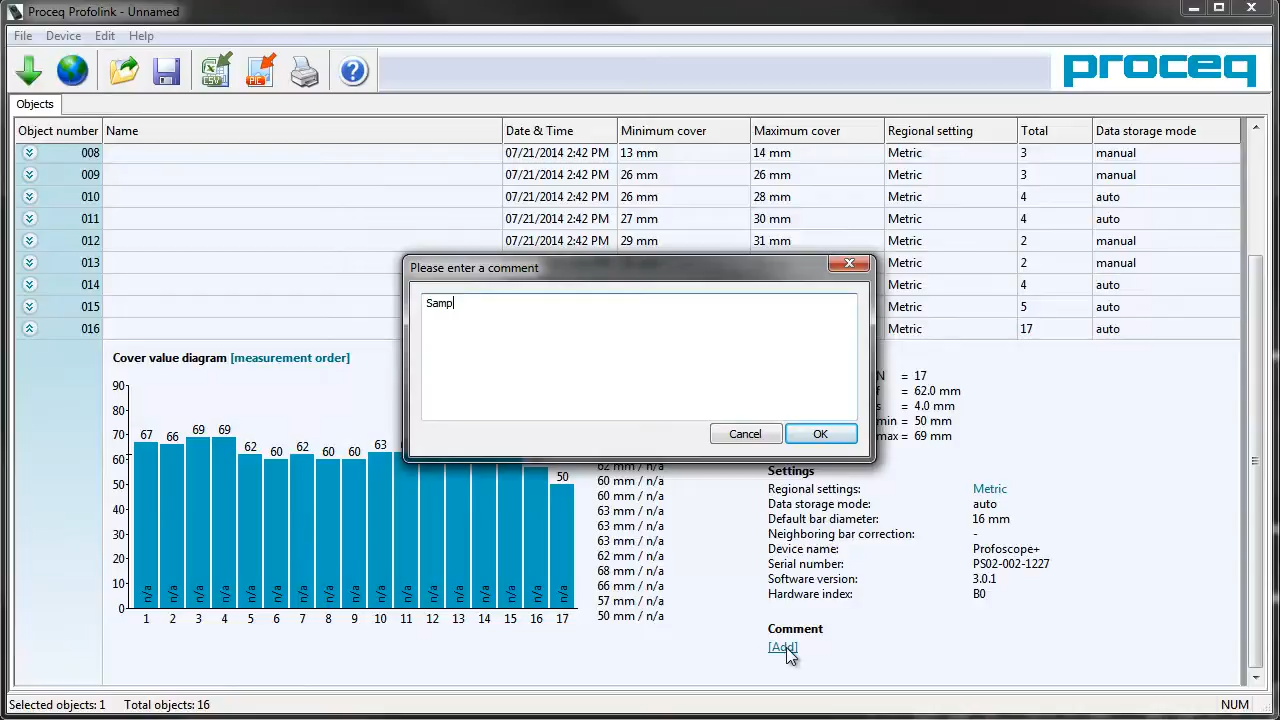 Proceq Profolink - Unnamed
File Device Edit Help
CSV PIC ? proceq
Objects
Object number Name Date & Time Minimum cover Maximum cover Regional setting Total Data storage mode
008 07/21/2014 2:42 PM 13 mm 14 mm Metric 3 manual
009 07/21/2014 2:42 PM 26 mm 26 mm Metric 3 manual
010 07/21/2014 2:42 PM 26 mm 28 mm Metric 4 auto
011 07/21/2014 2:42 PM 27 mm 30 mm Metric 4 auto
012 07/21/2014 2:42 PM 29 mm 31 mm Metric 2 manual
013 Metric 2 manual
014 Metric 4 auto
015 Metric 5 auto
016 Metric 17 auto
Please enter a comment
Samp
Cancel OK
Cover value diagram [measurement order]
90
80
70
60
50
40
30
20
10
0
67 66 69 69 62 60 62 60 60 63 50
n/a n/a n/a n/a n/a n/a n/a n/a n/a n/a n/a n/a n/a n/a n/a n/a n/a
1 2 3 4 5 6 7 8 9 10 11 12 13 14 15 16 17
62 mm / n/a
60 mm / n/a
60 mm / n/a
63 mm / n/a
63 mm / n/a
63 mm / n/a
62 mm / n/a
68 mm / n/a
66 mm / n/a
57 mm / n/a
50 mm / n/a
N = 17
= 62.0 mm
s = 4.0 mm
min = 50 mm
max = 69 mm
Settings
Regional settings: Metric
Data storage mode: auto
Default bar diameter: 16 mm
Neighboring bar correction: -
Device name: Profoscope+
Serial number: PS02-002-1227
Software version: 3.0.1
Hardware index: B0
Comment
[Add]
Selected objects: 1 Total objects: 16 NUM